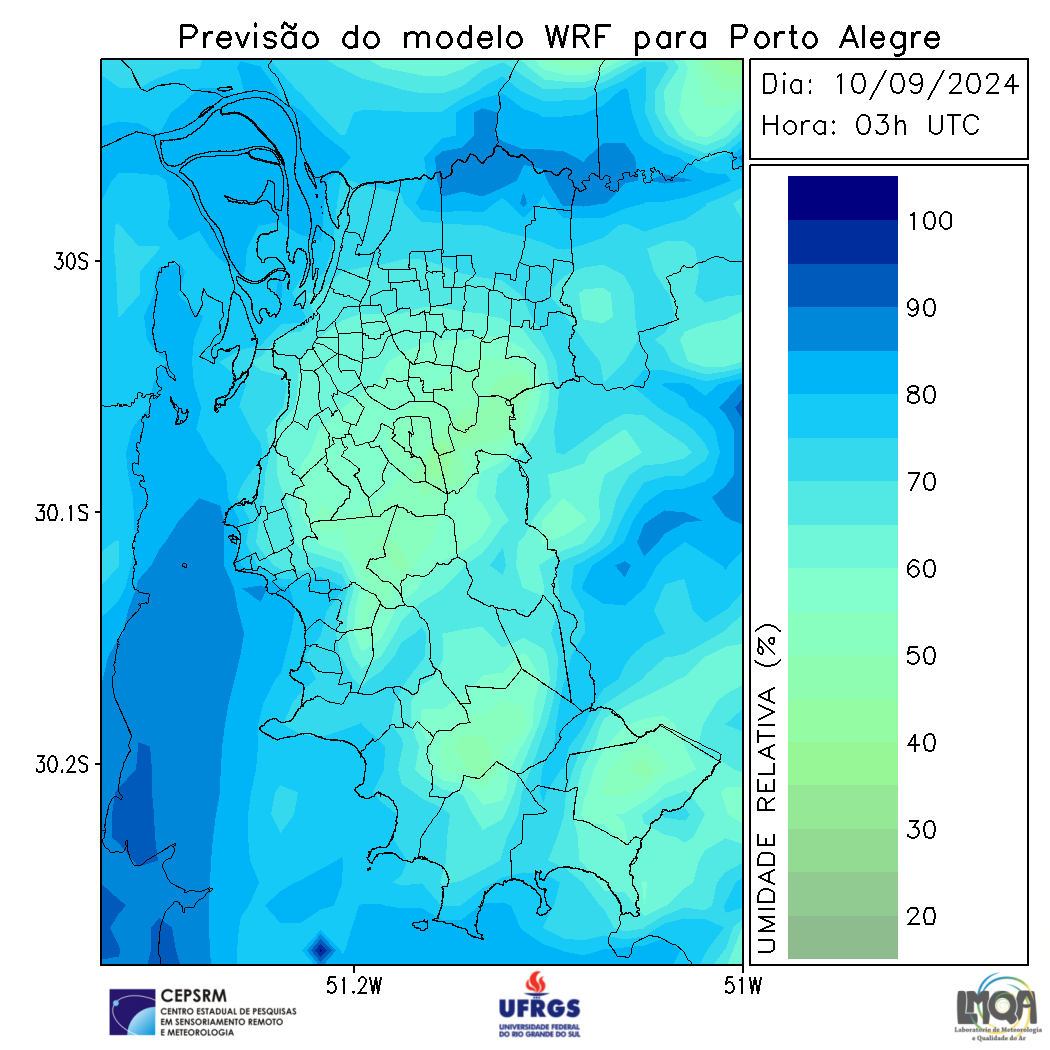 Previsão do modelo WRF para Porto Alegre
Dia: 10/09/2024
Hora: 03h UTC
30S
30.1S
30.2S
51.2W
51W
UMIDADE RELATIVA (%)
100
90
80
70
60
50
40
30
20
CEPSRM
CENTRO ESTADUAL DE PESQUISAS
EM SENSORIAMENTO REMOTO
E METEOROLOGIA
UFRGS
UNIVERSIDADE FEDERAL
DO RIO GRANDE DO SUL
LMQA
Laboratório de Meteorologia
e Qualidade do Ar